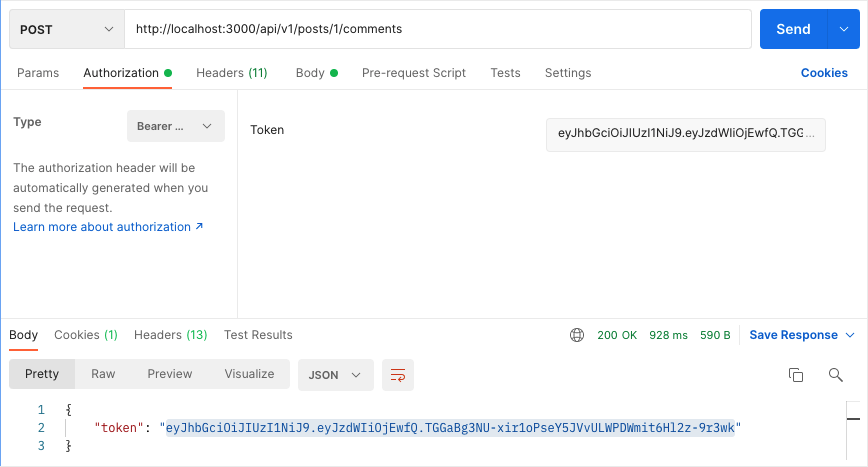 POST http://localhost:3000/api/v1/posts/1/comments Send
Params Authorization Headers (11) Body Pre-request Script Tests Settings Cookies
Type Bearer ... Token eyJhbGciOiJIUzI1NiJ9.eyJzdWIiOjEwfQ.TGG...
The authorization header will be
automatically generated when you
send the request.
Learn more about authorization ↗
Body Cookies (1) Headers (13) Test Results 200 OK 928 ms 590 B Save Response
Pretty Raw Preview Visualize JSON
1 {
2 "token": "eyJhbGciOiJIUzI1NiJ9.eyJzdWIiOjEwfQ.TGGaBg3NU-xir1oPseY5JVvULWPDWmit6Hl2z-9r3wk"
3 }